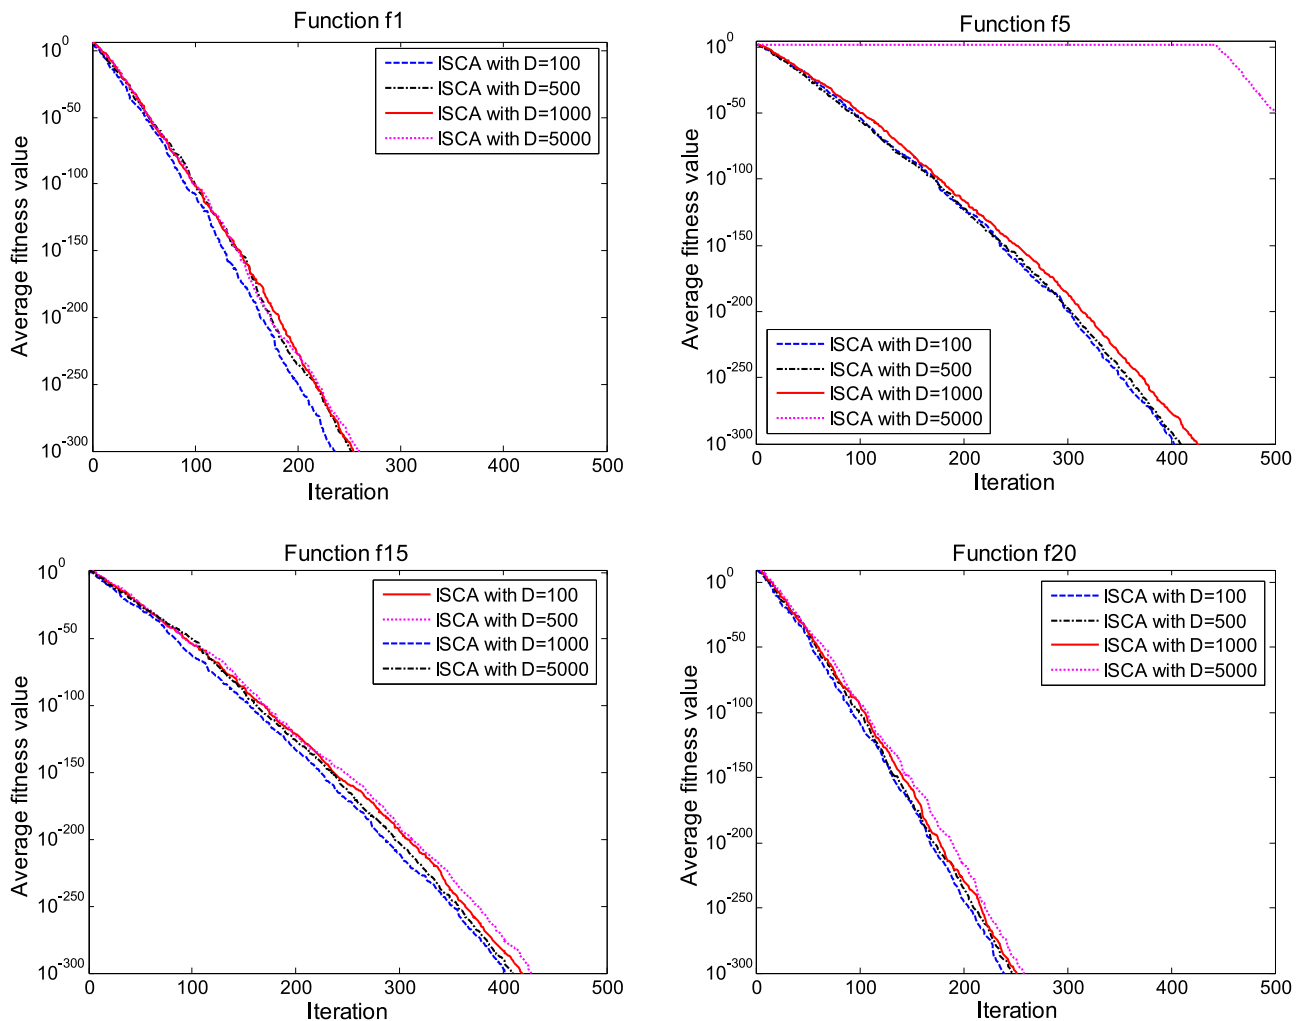 Function f1
Average fitness value
10^0
10^-50
10^-100
10^-150
10^-200
10^-250
10^-300
ISCA with D=100
ISCA with D=500
ISCA with D=1000
ISCA with D=5000
0 100 200 300 400 500
Iteration
Function f5
Average fitness value
10^0
10^-50
10^-100
10^-150
10^-200
10^-250
10^-300
ISCA with D=100
ISCA with D=500
ISCA with D=1000
ISCA with D=5000
0 100 200 300 400 500
Iteration
Function f15
Average fitness value
10^0
10^-50
10^-100
10^-150
10^-200
10^-250
10^-300
ISCA with D=100
ISCA with D=500
ISCA with D=1000
ISCA with D=5000
0 100 200 300 400 500
Iteration
Function f20
Average fitness value
10^0
10^-50
10^-100
10^-150
10^-200
10^-250
10^-300
ISCA with D=100
ISCA with D=500
ISCA with D=1000
ISCA with D=5000
0 100 200 300 400 500
Iteration